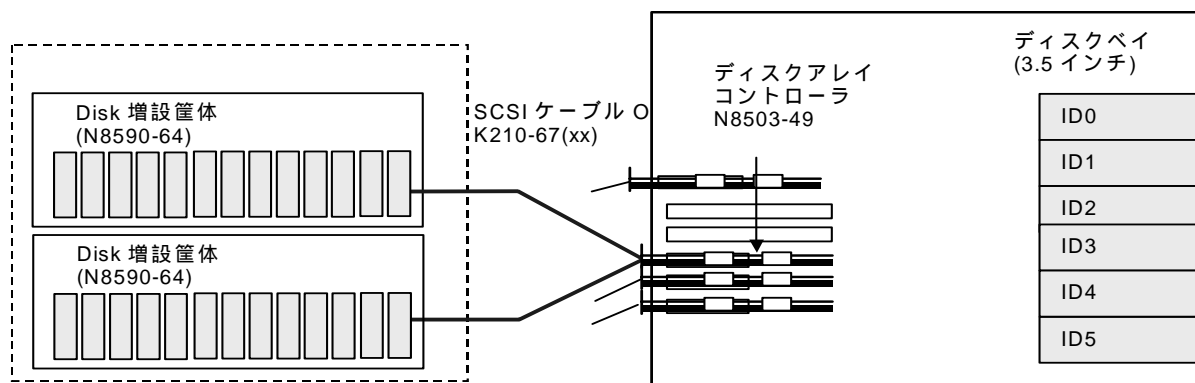 Disk 増設筐体
(N8590-64)
Disk 増設筐体
(N8590-64)
SCSI ケーブル O
K210-67(xx)
ディスクアレイ
コントローラ
N8503-49
ディスクベイ
(3.5 インチ)
ID0
ID1
ID2
ID3
ID4
ID5